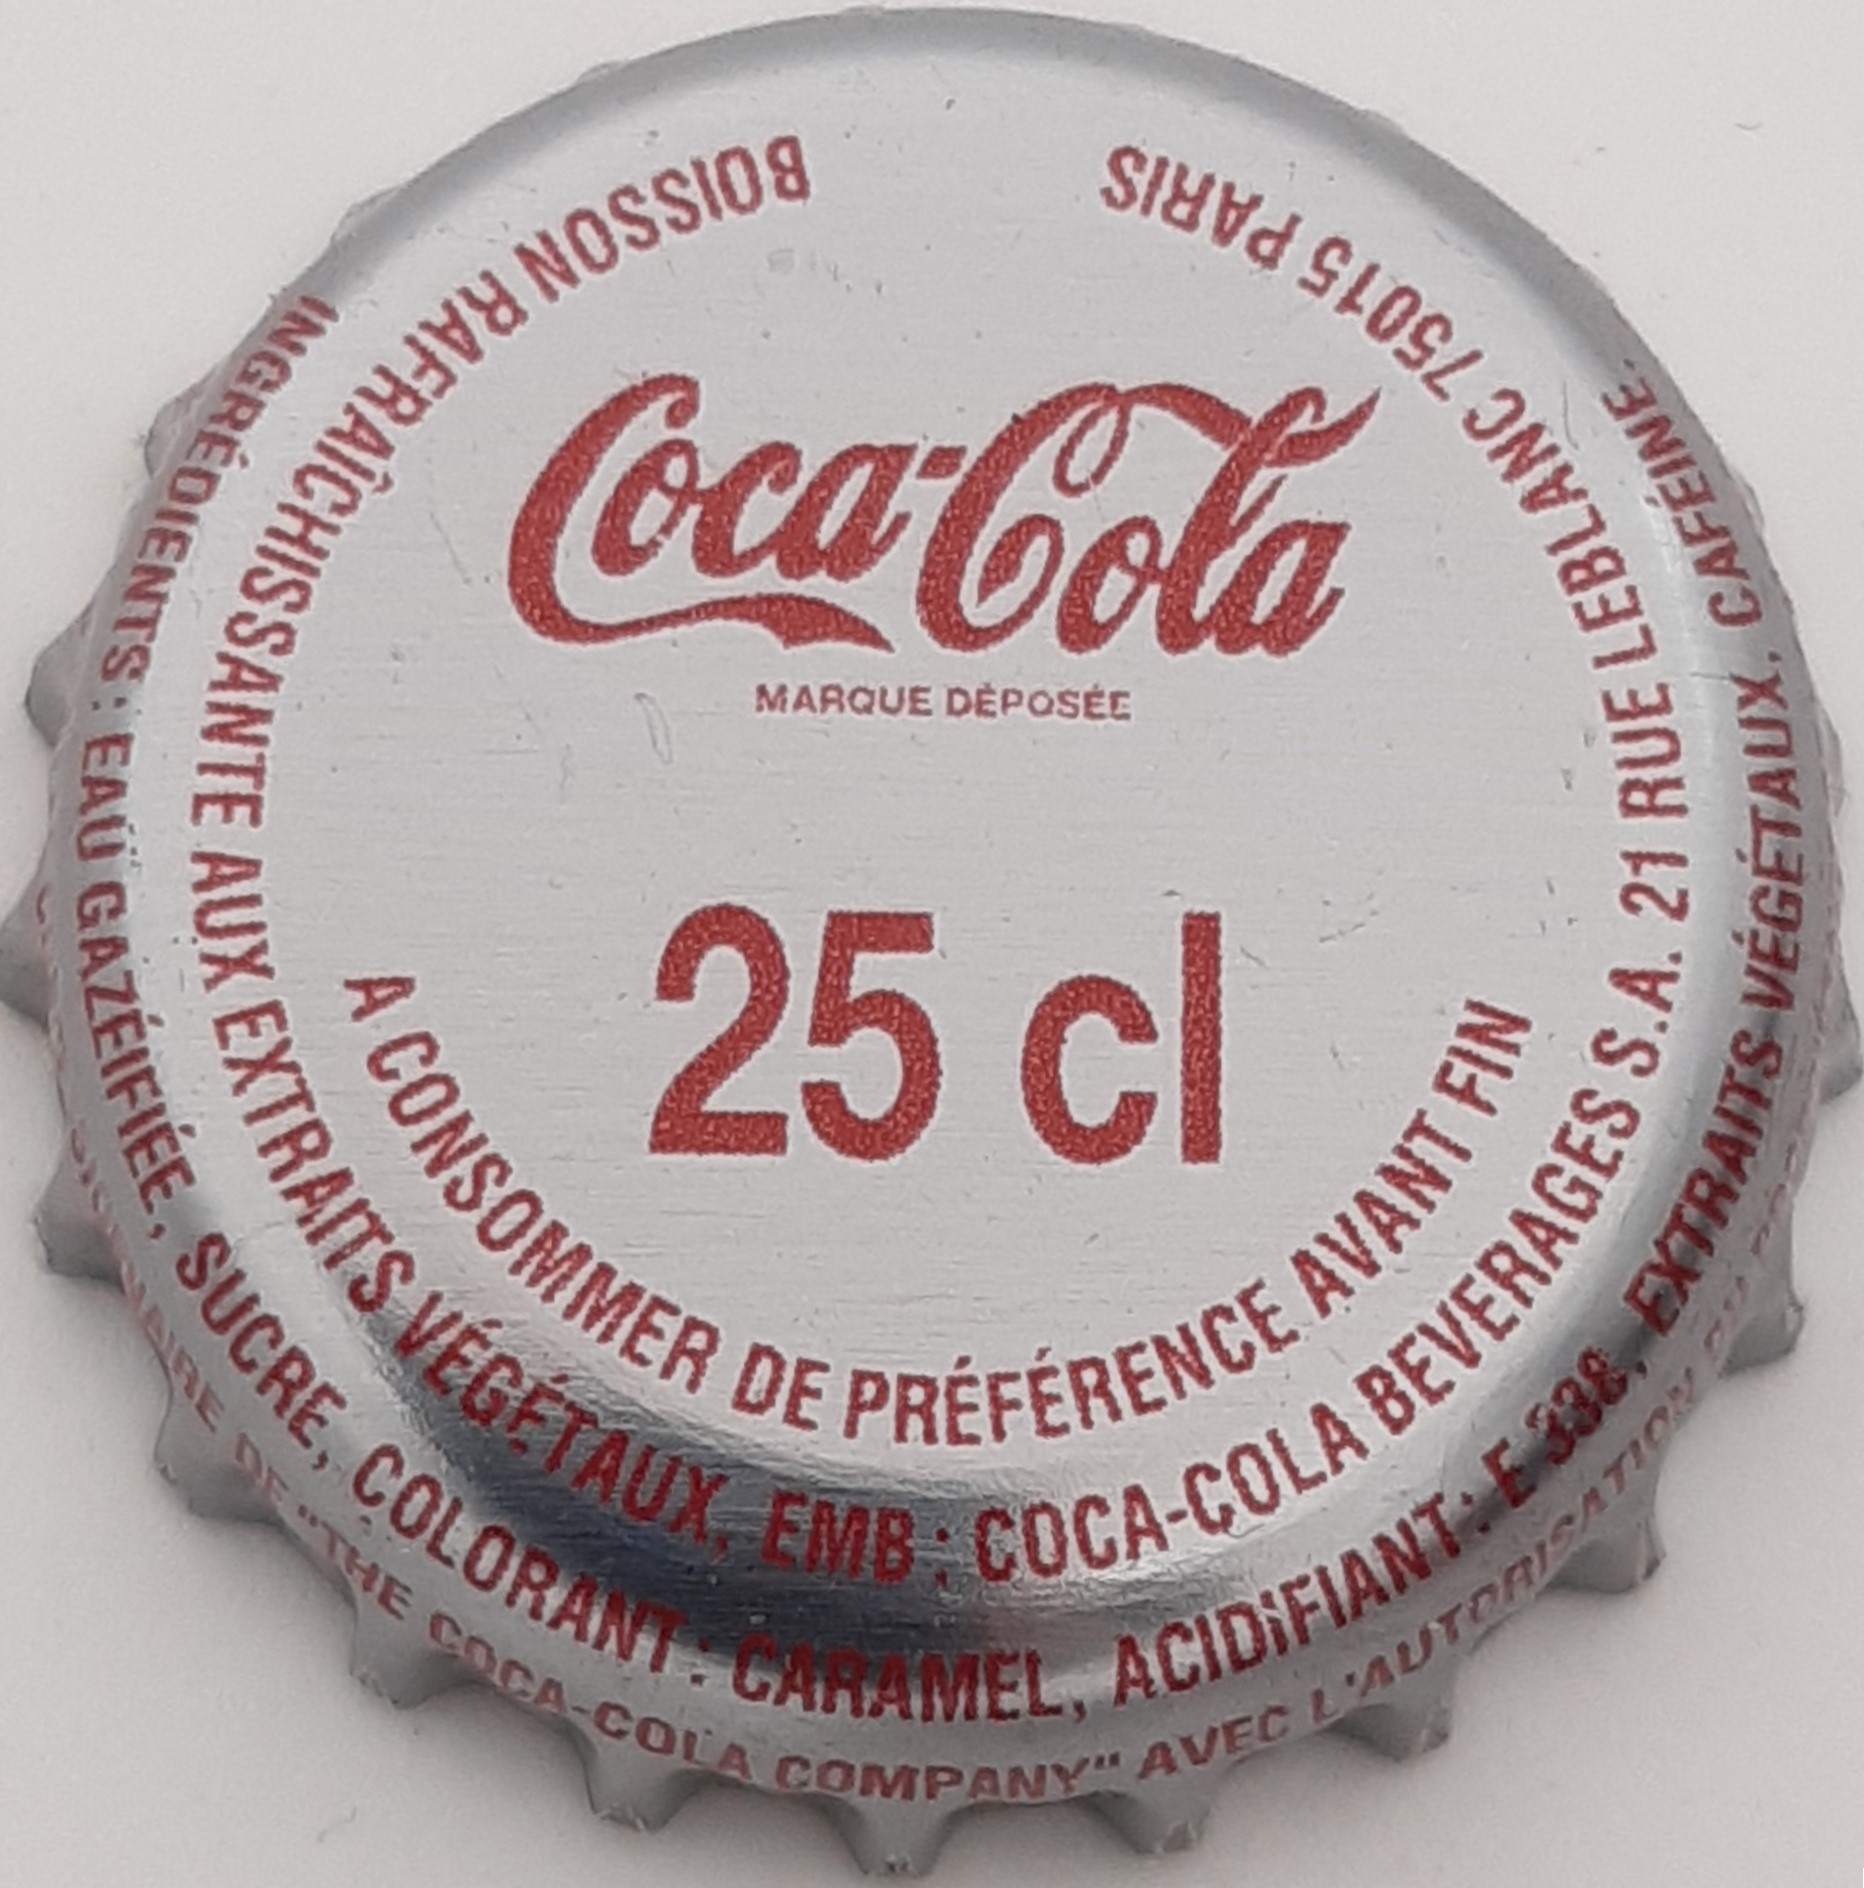 Coca-Cola
MARQUE DÉPOSÉE
25 cl
A CONSOMMER DE PRÉFÉRENCE AVANT FIN
BOISSON RAFRAÎCHISSANTE AUX EXTRAITS VÉGÉTAUX, EMB : COCA-COLA BEVERAGES S.A. 21 RUE LEBLANC 75015 PARIS
INGRÉDIENTS : EAU GAZÉIFIÉE, SUCRE, COLORANT : CARAMEL, ACIDIFIANT : E 338, EXTRAITS VÉGÉTAUX, CAFÉINE.
DE "THE COCA-COLA COMPANY" AVEC L'AUTORISATION DU